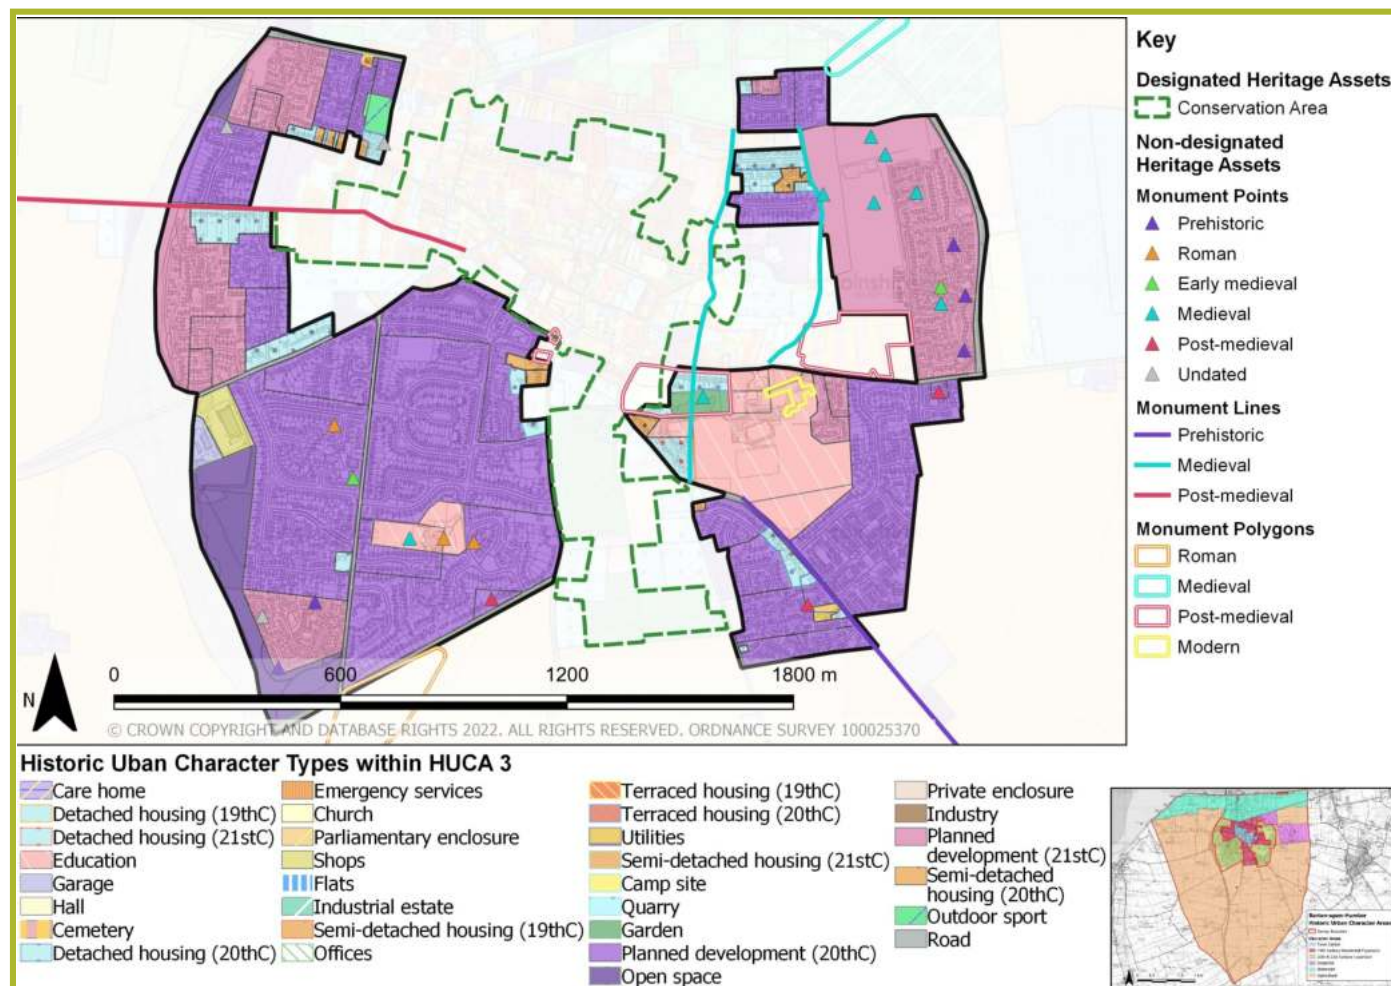 Key
Designated Heritage Assets
Conservation Area
Non-designated
Heritage Assets
Monument Points
Prehistoric
Roman
Early medieval
Medieval
Post-medieval
Undated
Monument Lines
Prehistoric
Medieval
Post-medieval
Monument Polygons
Roman
Medieval
Post-medieval
Modern
N
0 600 1200 1800 m
© CROWN COPYRIGHT AND DATABASE RIGHTS 2022. ALL RIGHTS RESERVED. ORDNANCE SURVEY 100025370
Historic Uban Character Types within HUCA 3
Care home
Detached housing (19thC)
Detached housing (21stC)
Education
Garage
Hall
Cemetery
Detached housing (20thC)
Emergency services
Church
Parliamentary enclosure
Shops
Flats
Industrial estate
Semi-detached housing (19thC)
Offices
Terraced housing (19thC)
Terraced housing (20thC)
Utilities
Semi-detached housing (21stC)
Camp site
Quarry
Garden
Planned development (20thC)
Open space
Private enclosure
Industry
Planned
development (21stC)
Semi-detached
housing (20thC)
Outdoor sport
Road